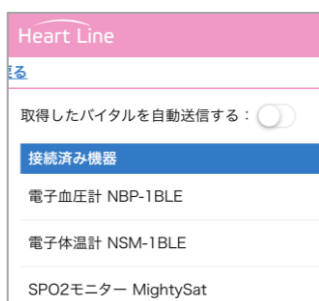 Heart Line
戻る
取得したバイタルを自動送信する：
接続済み機器
電子血圧計 NBP-1BLE
電子体温計 NSM-1BLE
SPO2モニター MightySat